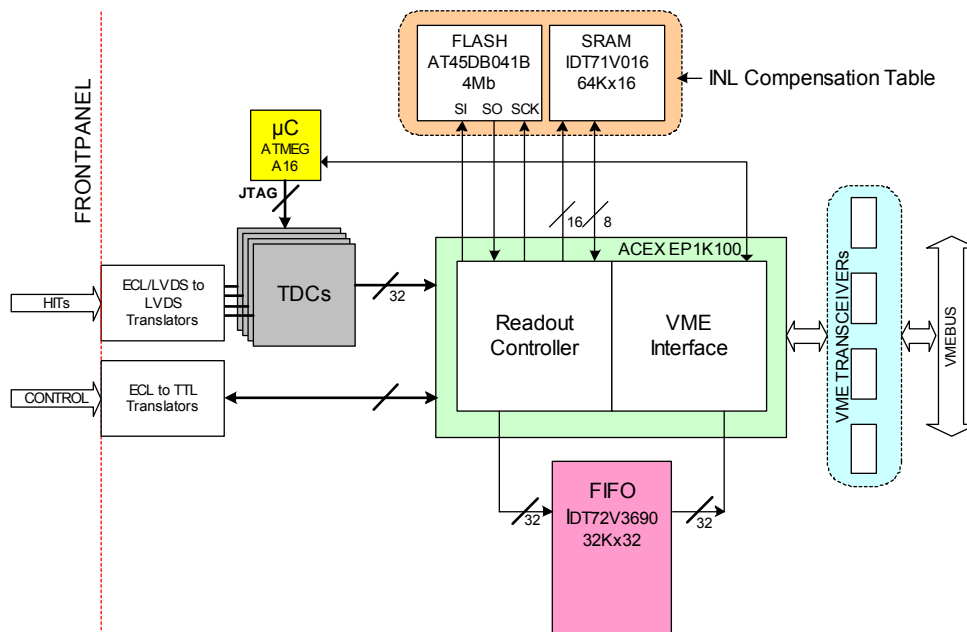 FRONTPANEL
FLASH
AT45DB041B
4Mb
SI SO SCK
SRAM
IDT71V016
64Kx16
INL Compensation Table
µC
ATMEG
A16
JTAG
16
8
ACEX EP1K100
HITs
ECL/LVDS to
LVDS
Translators
TDCs
32
Readout
Controller
VME
Interface
VME TRANSCEIVERs
VMEBUS
CONTROL
ECL to TTL
Translators
32
FIFO
IDT72V3690
32Kx32
32